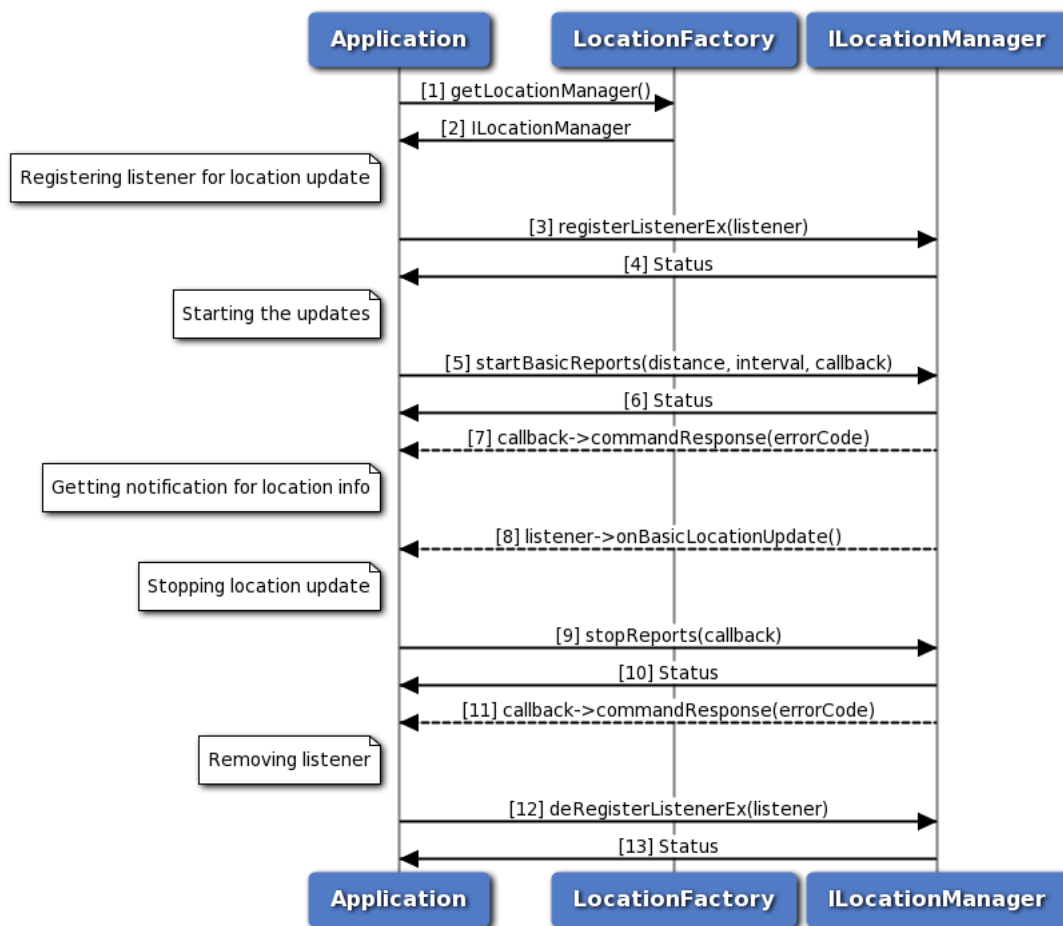 Application
LocationFactory
ILocationManager
[1] getLocationManager()
[2] ILocationManager
Registering listener for location update
[3] registerListenerEx(listener)
[4] Status
Starting the updates
[5] startBasicReports(distance, interval, callback)
[6] Status
[7] callback->commandResponse(errorCode)
Getting notification for location info
[8] listener->onBasicLocationUpdate()
Stopping location update
[9] stopReports(callback)
[10] Status
[11] callback->commandResponse(errorCode)
Removing listener
[12] deRegisterListenerEx(listener)
[13] Status
Application
LocationFactory
ILocationManager